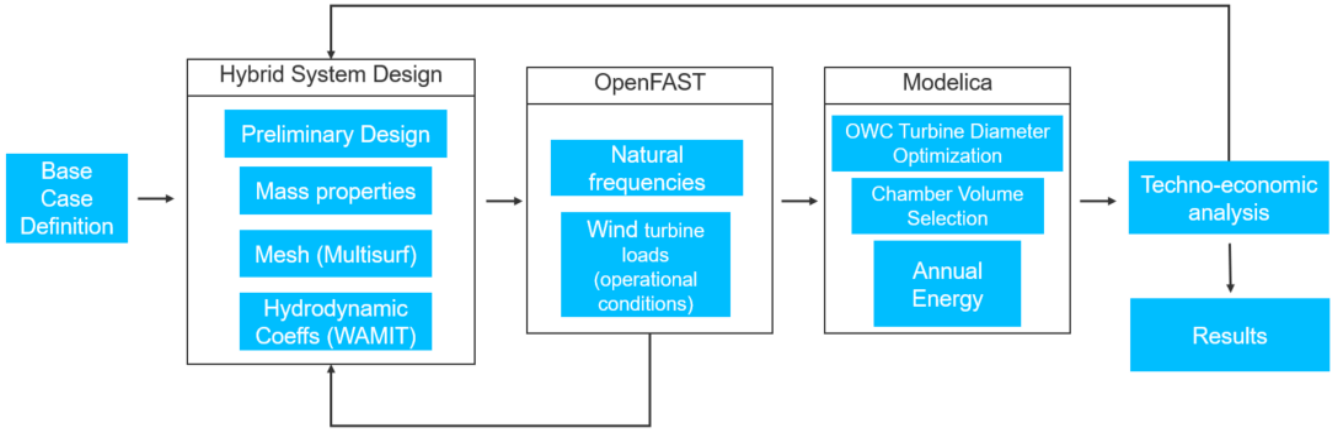 Base
Case
Definition
Hybrid System Design
Preliminary Design
Mass properties
Mesh (Multisurf)
Hydrodynamic
Coeffs (WAMIT)
OpenFAST
Natural
frequencies
Wind turbine
loads
(operational
conditions)
Modelica
OWC Turbine Diameter
Optimization
Chamber Volume
Selection
Annual
Energy
Techno-economic
analysis
Results